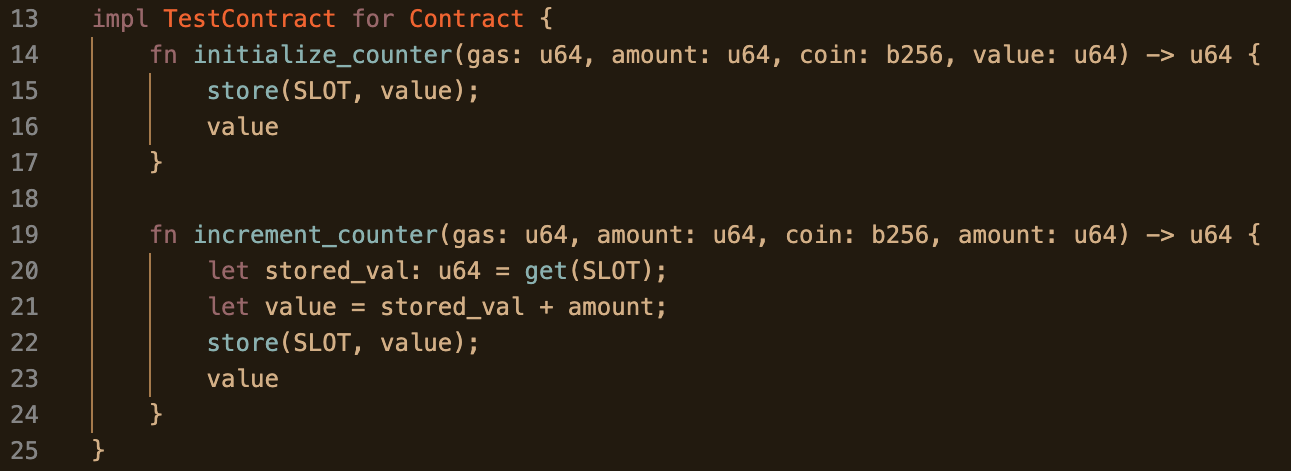 13 impl TestContract for Contract {
14     fn initialize_counter(gas: u64, amount: u64, coin: b256, value: u64) -> u64 {
15         store(SLOT, value);
16         value
17     }
18
19     fn increment_counter(gas: u64, amount: u64, coin: b256, amount: u64) -> u64 {
20         let stored_val: u64 = get(SLOT);
21         let value = stored_val + amount;
22         store(SLOT, value);
23         value
24     }
25 }